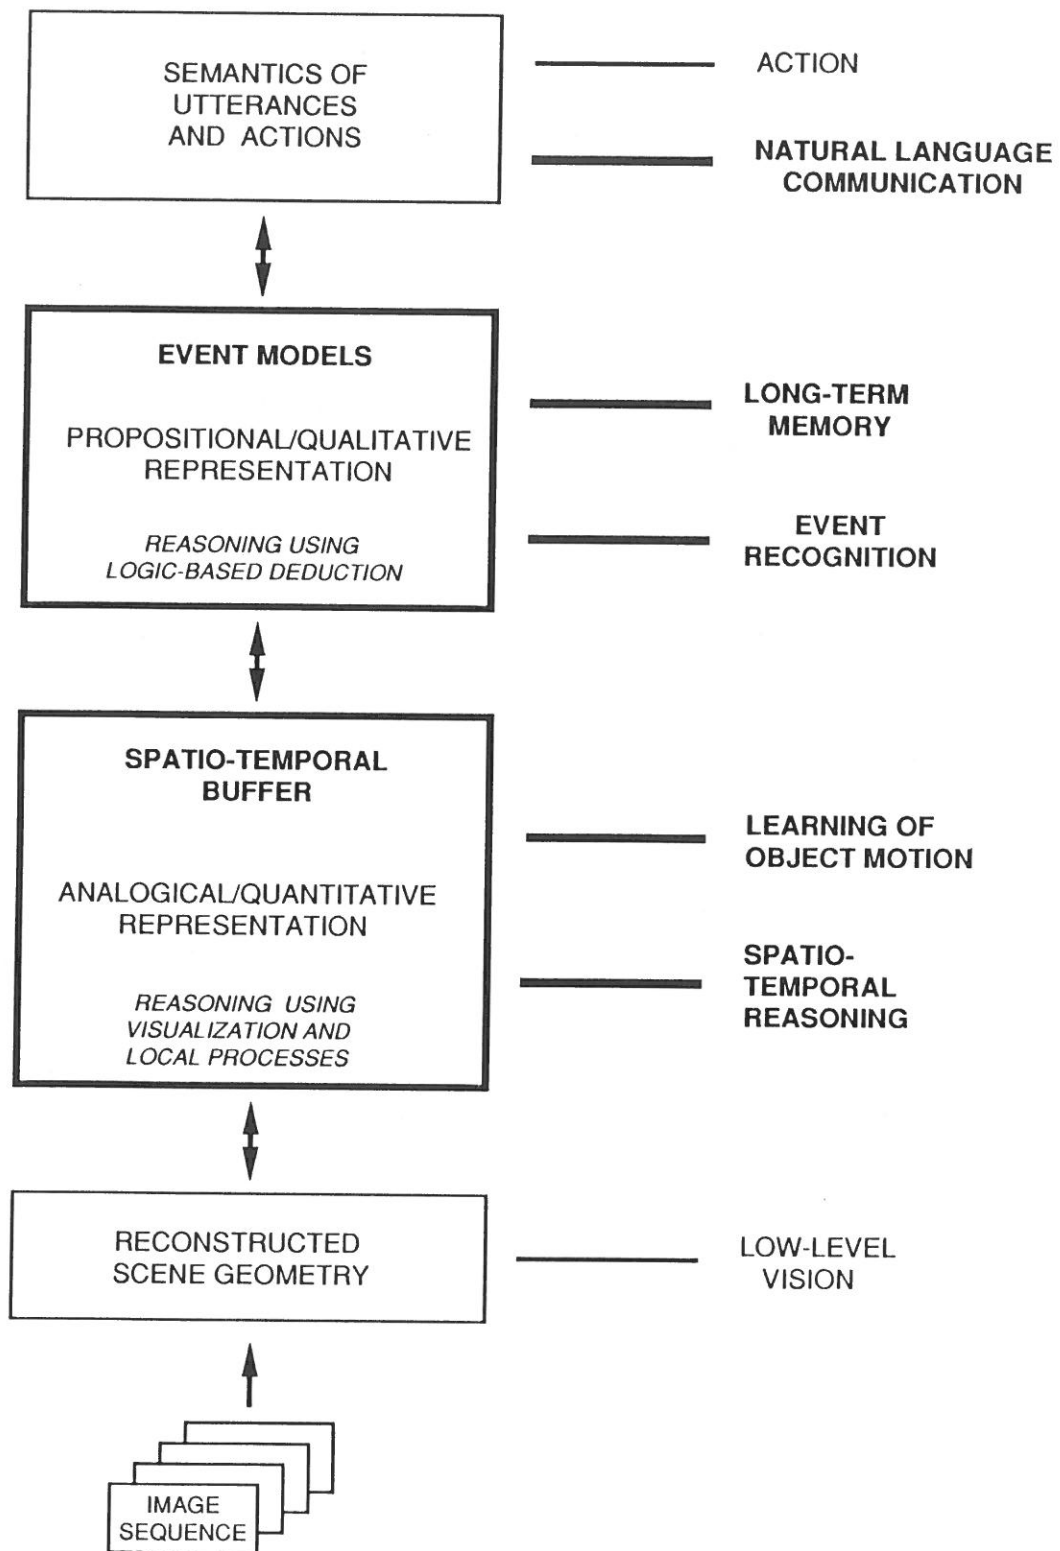 SEMANTICS OF
UTTERANCES
AND ACTIONS
ACTION
NATURAL LANGUAGE
COMMUNICATION
EVENT MODELS
PROPOSITIONAL/QUALITATIVE
REPRESENTATION
REASONING USING
LOGIC-BASED DEDUCTION
LONG-TERM
MEMORY
EVENT
RECOGNITION
SPATIO-TEMPORAL
BUFFER
ANALOGICAL/QUANTITATIVE
REPRESENTATION
REASONING USING
VISUALIZATION AND
LOCAL PROCESSES
LEARNING OF
OBJECT MOTION
SPATIO-
TEMPORAL
REASONING
RECONSTRUCTED
SCENE GEOMETRY
LOW-LEVEL
VISION
IMAGE
SEQUENCE